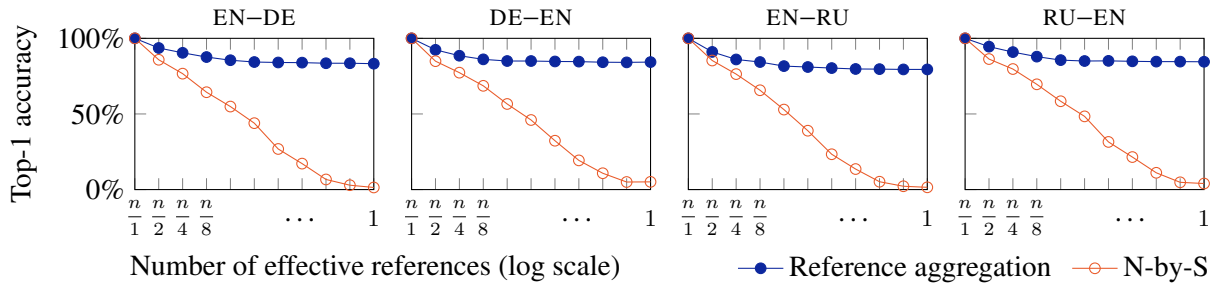 EN–DE DE–EN EN–RU RU–EN
Top-1 accuracy
100%
50%
0%
n/1 n/2 n/4 n/8 ... 1 n/1 n/2 n/4 n/8 ... 1 n/1 n/2 n/4 n/8 ... 1 n/1 n/2 n/4 n/8 ... 1
Number of effective references (log scale) Reference aggregation N-by-S